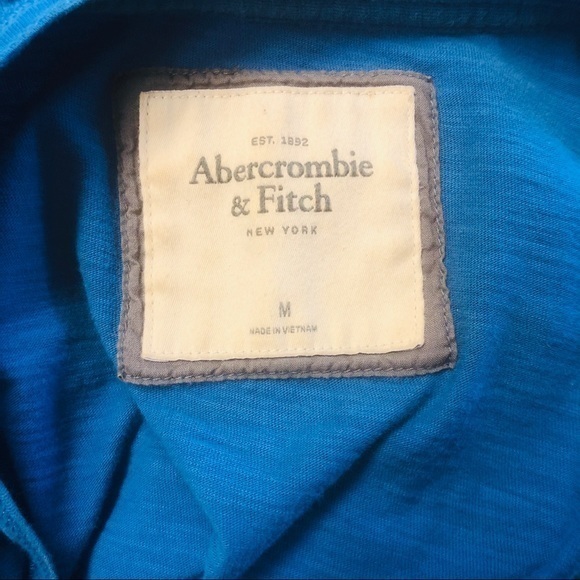 EST. 1892
Abercrombie
& Fitch
NEW YORK
M
MADE IN VIETNAM